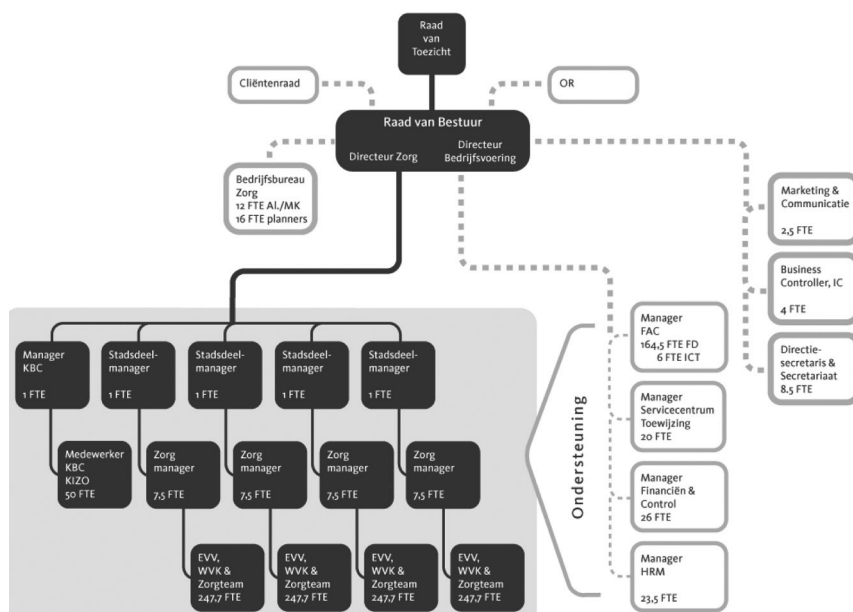 Raad
van
Toezicht
Cliëntenraad
OR
Raad van Bestuur
Directeur Zorg
Directeur
Bedrijfsvoering
Bedrijfsbureau
Zorg
12 FTE Al./MK
16 FTE planners
Marketing &
Communicatie
2,5 FTE
Business
Controller, IC
4 FTE
Directie-
secretaris &
Secretariaat
8.5 FTE
Manager
KBC
1 FTE
Stadsdeel-
manager
1 FTE
Stadsdeel-
manager
1 FTE
Stadsdeel-
manager
1 FTE
Stadsdeel-
manager
1 FTE
Medewerker
KBC
KIZO
50 FTE
Zorg
manager
7,5 FTE
Zorg
manager
7,5 FTE
Zorg
manager
7,5 FTE
Zorg
manager
7,5 FTE
EVV,
WVK &
Zorgteam
247,7 FTE
EVV,
WVK &
Zorgteam
247,7 FTE
EVV,
WVK &
Zorgteam
247,7 FTE
EVV,
WVK &
Zorgteam
247,7 FTE
Ondersteuning
Manager
FAC
164,5 FTE FD
6 FTE ICT
Manager
Servicecentrum
Toewijzing
20 FTE
Manager
Financiën &
Control
26 FTE
Manager
HRM
23,5 FTE